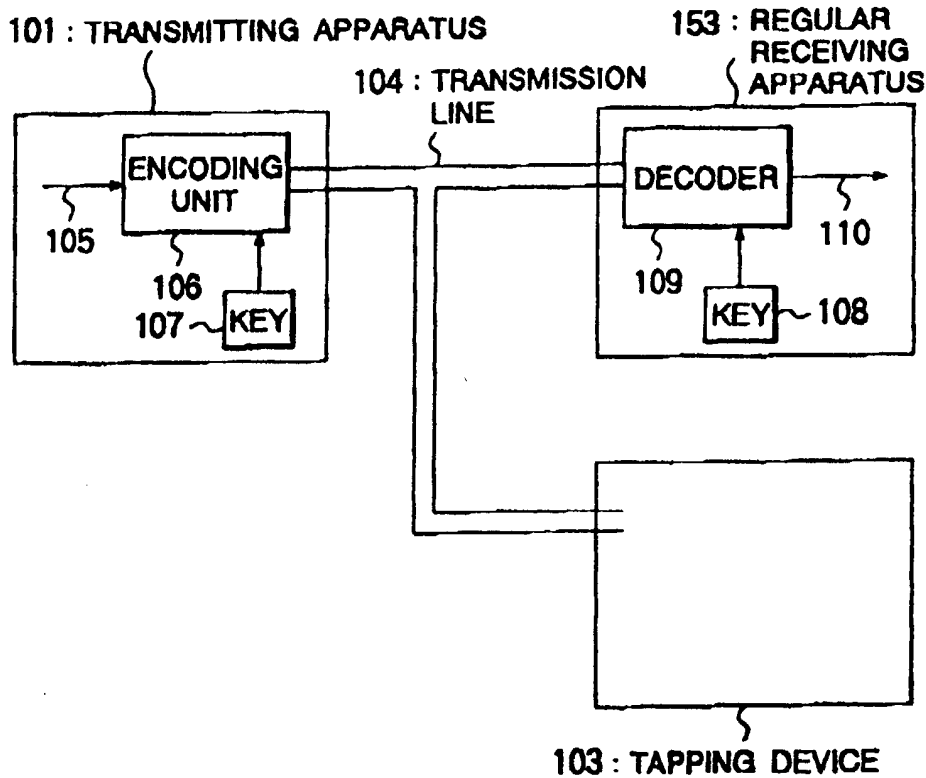 101 : TRANSMITTING APPARATUS
153 : REGULAR
RECEIVING
APPARATUS
104 : TRANSMISSION
LINE
ENCODING
UNIT
DECODER
105
106
107
KEY
109
110
KEY
108
103 : TAPPING DEVICE